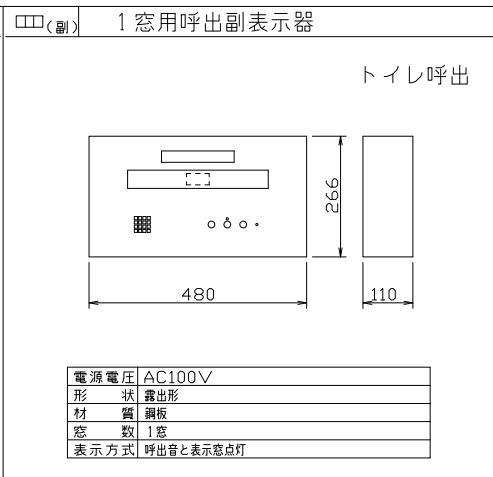 (副) 1窓用呼出副表示器
トイレ呼出
266
480
110
電源電圧 AC100V
形状 露出形
材質 鋼板
窓数 1窓
表示方式 呼出音と表示窓点灯